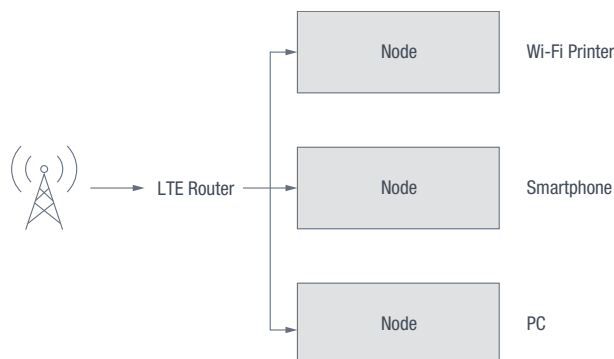 Node
Wi-Fi Printer
LTE Router
Node
Smartphone
Node
PC